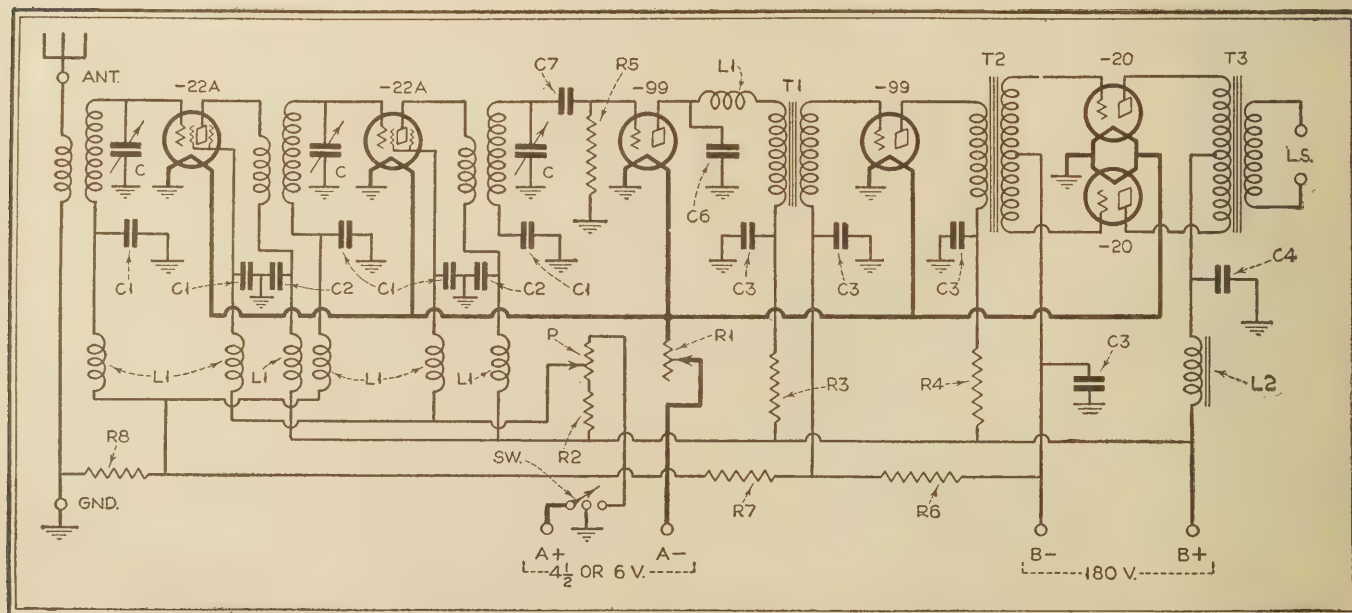 ANT.
-22A
-22A
C7
R5
-99
L1
T1
-99
T2
-20
T3
C
C
C
C6
L.S.
-20
C1
C1
C2
C1
C2
C1
C3
C3
C3
C4
L1
L1
L1
L1
P
R1
R3
R4
C3
L2
R8
R2
SW.
R7
R6
GND.
A+
A-
B-
B+
4 1/2 OR 6 V.
180 V.